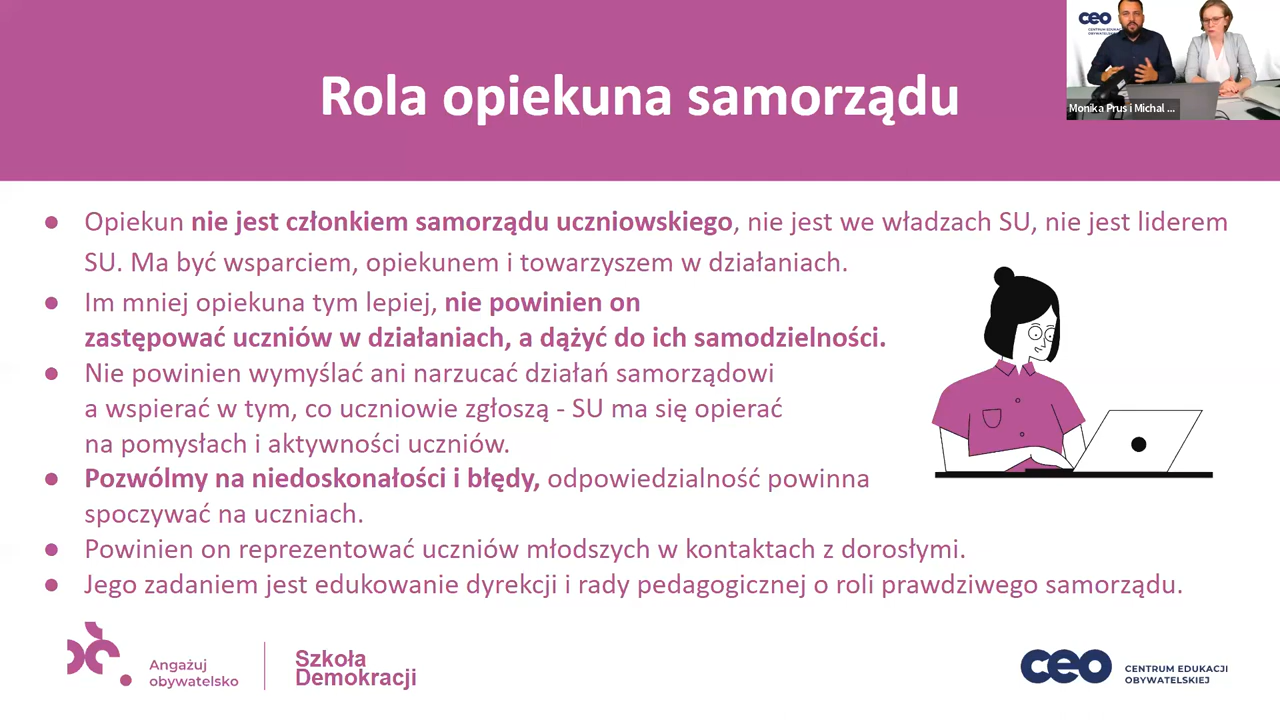 Rola opiekuna samorządu
ceo
Monika Prus i Michal ...
● Opiekun nie jest członkiem samorządu uczniowskiego, nie jest we władzach SU, nie jest liderem
SU. Ma być wsparciem, opiekunem i towarzyszem w działaniach.
● Im mniej opiekuna tym lepiej, nie powinien on
zastępować uczniów w działaniach, a dążyć do ich samodzielności.
● Nie powinien wymyślać ani narzucać działań samorządowi
a wspierać w tym, co uczniowie zgłoszą - SU ma się opierać
na pomysłach i aktywności uczniów.
● Pozwólmy na niedoskonałości i błędy, odpowiedzialność powinna
spoczywać na uczniach.
● Powinien on reprezentować uczniów młodszych w kontaktach z dorosłymi.
● Jego zadaniem jest edukowanie dyrekcji i rady pedagogicznej o roli prawdziwego samorządu.
Angażuj
obywatelsko
Szkoła
Demokracji
ceo
CENTRUM EDUKACJI
OBYWATELSKIEJ